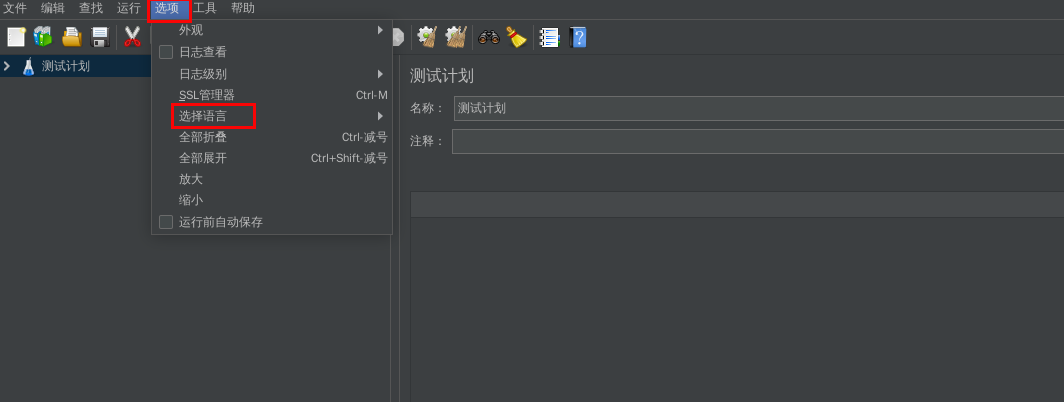 文件 编辑 查找 运行 选项 工具 帮助
外观
日志查看
日志级别
SSL管理器 Ctrl-M
选择语言
全部折叠 Ctrl-减号
全部展开 Ctrl+Shift-减号
放大
缩小
运行前自动保存
测试计划
测试计划
名称： 测试计划
注释：